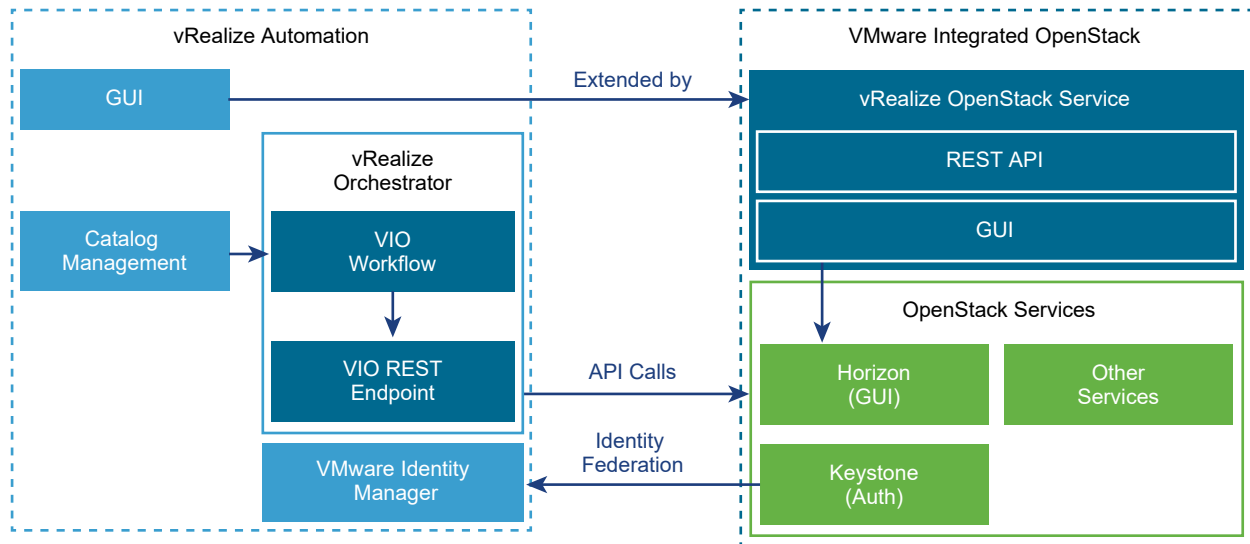 vRealize Automation
GUI
vRealize
Orchestrator
Catalog
Management
VIO
Workflow
VIO REST
Endpoint
VMware Identity
Manager
Extended by
API Calls
Identity
Federation
VMware Integrated OpenStack
vRealize OpenStack Service
REST API
GUI
OpenStack Services
Horizon
(GUI)
Other
Services
Keystone
(Auth)